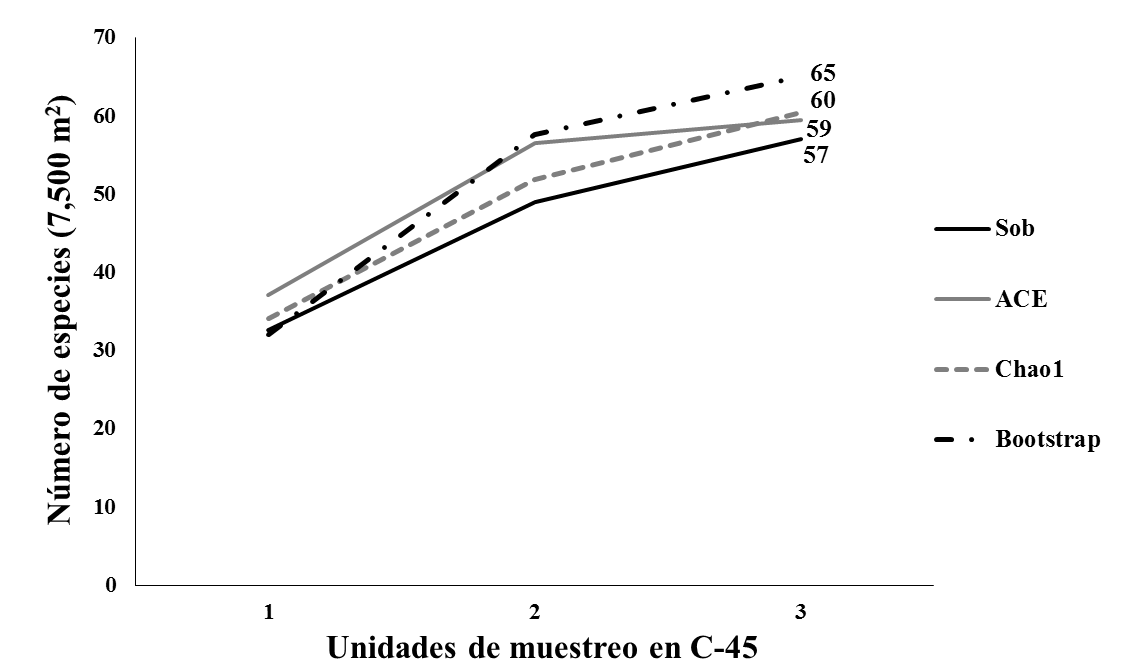 70
60
50
40
30
20
10
0
Número de especies (7,500 m²)
65
60
59
57
1 2 3
Unidades de muestreo en C-45
Sob
ACE
Chao1
Bootstrap